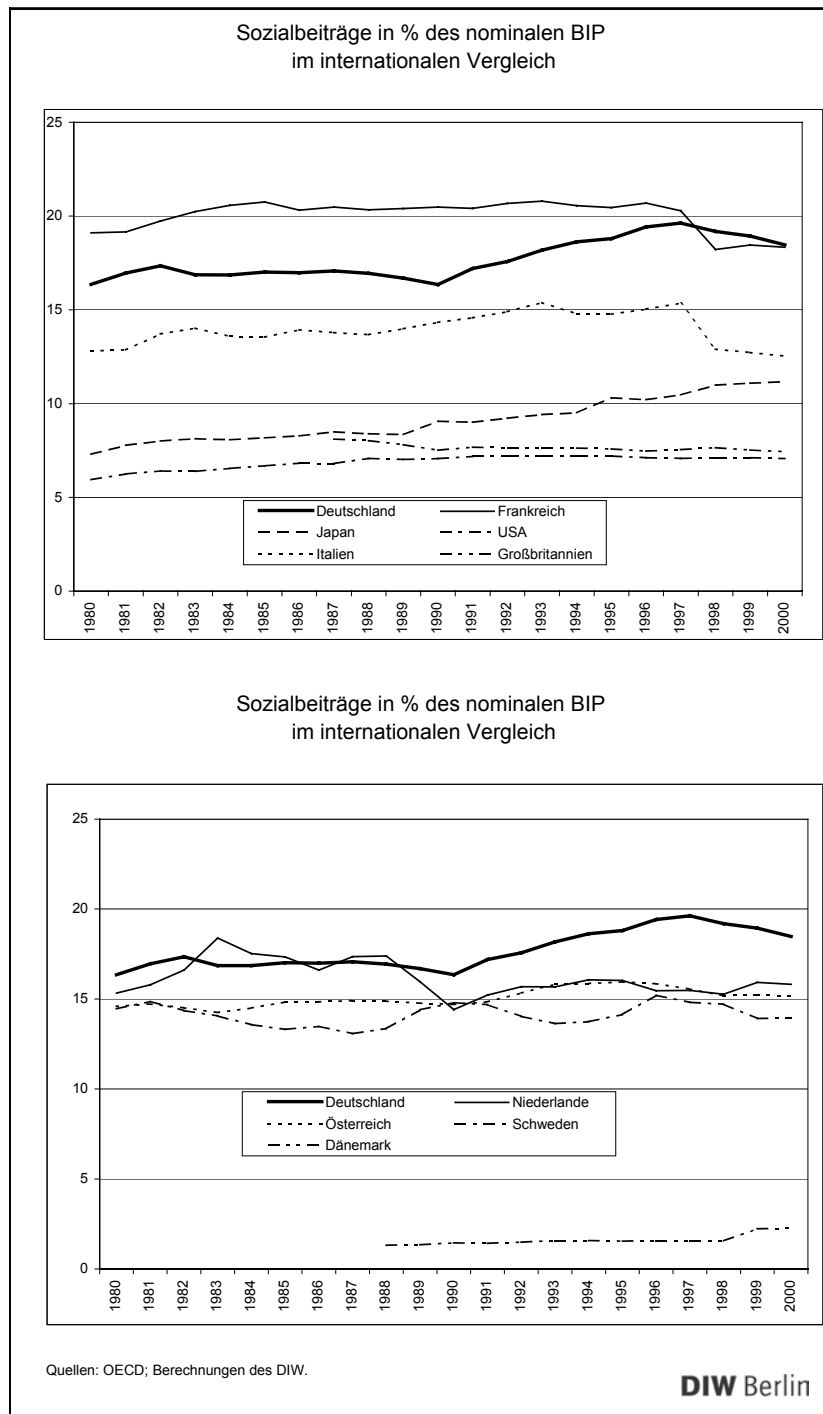 Sozialbeiträge in % des nominalen BIP
im internationalen Vergleich
25
20
15
10
5
0
Deutschland Frankreich
Japan USA
Italien Großbritannien
1980 1981 1982 1983 1984 1985 1986 1987 1988 1989 1990 1991 1992 1993 1994 1995 1996 1997 1998 1999 2000
Sozialbeiträge in % des nominalen BIP
im internationalen Vergleich
25
20
15
10
5
0
Deutschland Niederlande
Österreich Schweden
Dänemark
1980 1981 1982 1983 1984 1985 1986 1987 1988 1989 1990 1991 1992 1993 1994 1995 1996 1997 1998 1999 2000
Quellen: OECD; Berechnungen des DIW.
DIW Berlin